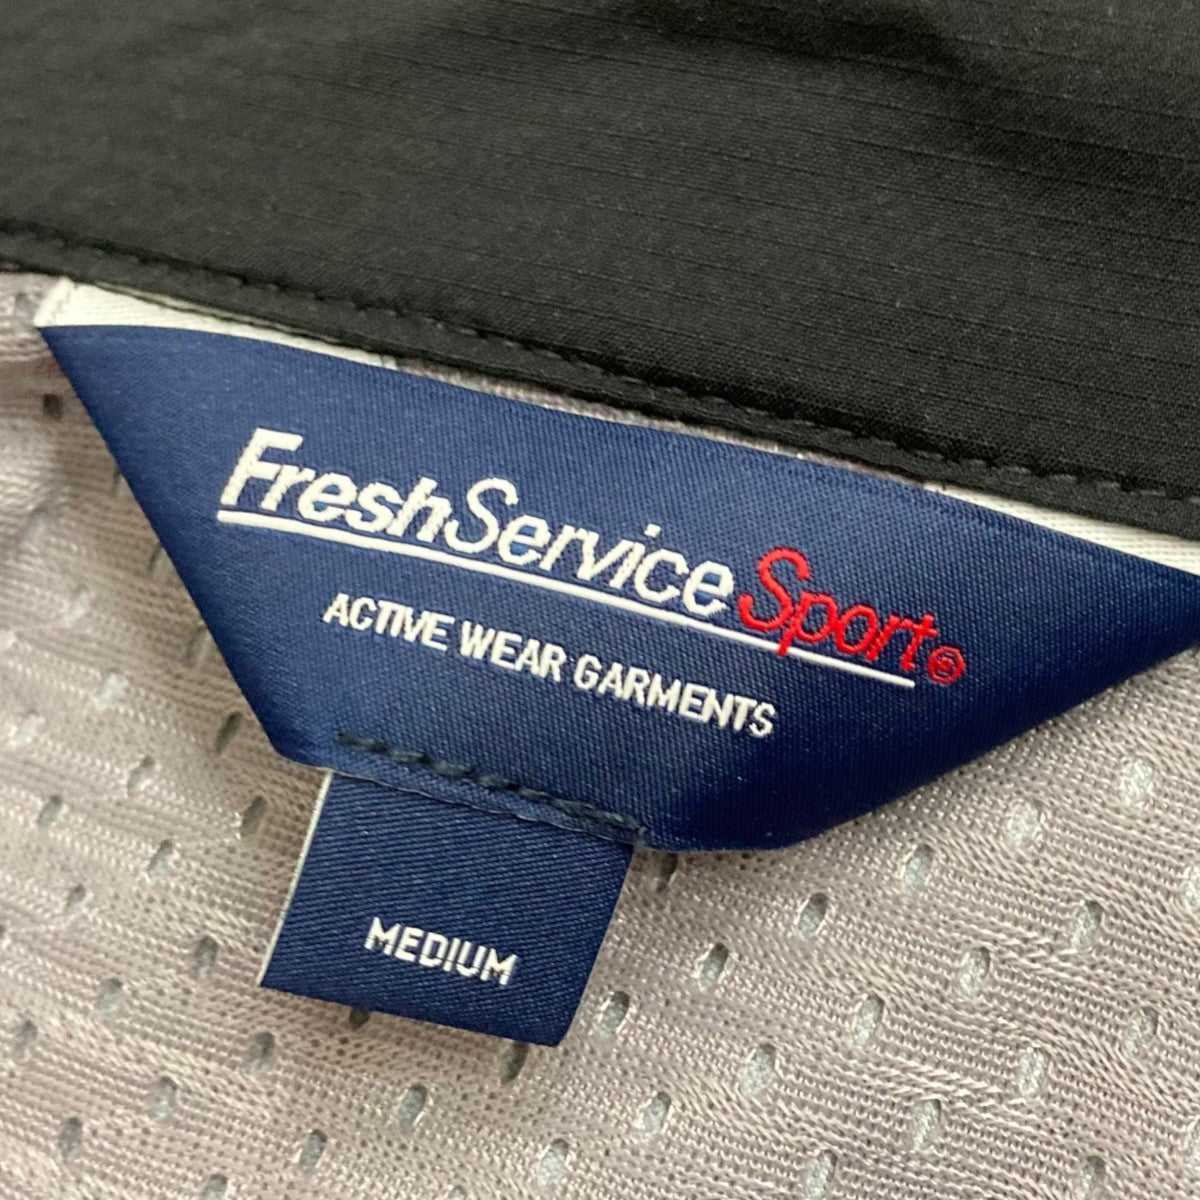 FreshServiceSport
ACTIVE WEAR GARMENTS
MEDIUM